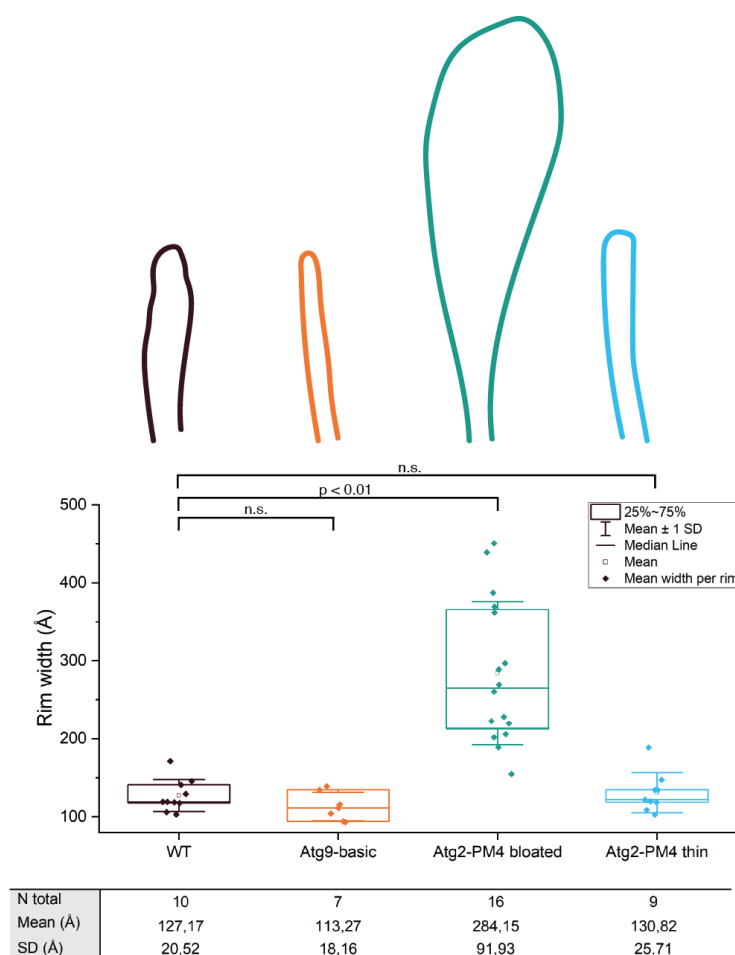 n.s.
p < 0.01
n.s.
500
400
300
200
100
Rim width (Å)
25%~75%
Mean ± 1 SD
Median Line
Mean
Mean width per rim
WT Atg9-basic Atg2-PM4 bloated Atg2-PM4 thin
N total 10 7 16 9
Mean (Å) 127,17 113,27 284,15 130,82
SD (Å) 20,52 18,16 91,93 25,71